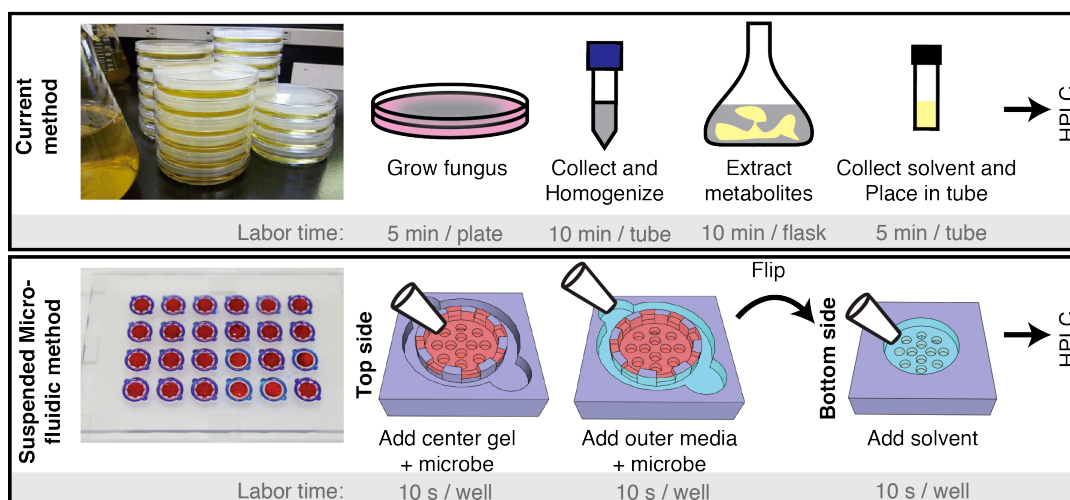 Current
method
Grow fungus
Collect and
Homogenize
Extract
metabolites
Collect solvent and
Place in tube
HPLC
Labor time:
5 min / plate
10 min / tube
10 min / flask
5 min / tube
Suspended Micro-
fluidic method
Top side
Flip
Bottom side
Add center gel
+ microbe
Add outer media
+ microbe
Add solvent
HPLC
Labor time:
10 s / well
10 s / well
10 s / well